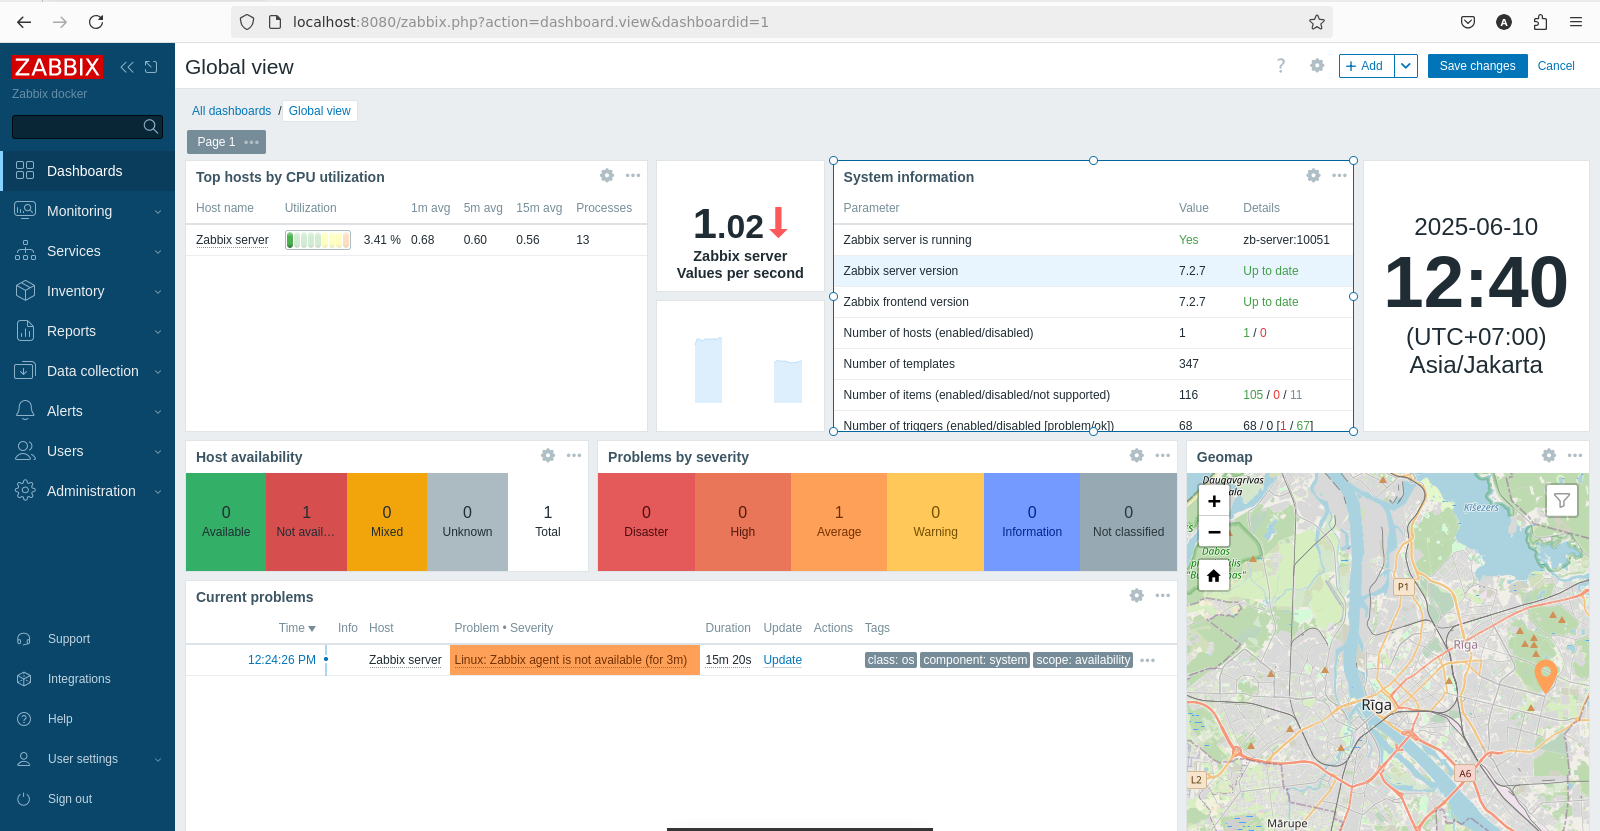 localhost:8080/zabbix.php?action=dashboard.view&dashboardid=1
A
ZABBIX
Zabbix docker
Dashboards
Monitoring
Services
Inventory
Reports
Data collection
Alerts
Users
Administration
Support
Integrations
Help
User settings
Sign out
Global view
?
Add
Save changes
Cancel
All dashboards / Global view
Page 1
Top hosts by CPU utilization
Host name Utilization 1m avg 5m avg 15m avg Processes
Zabbix server 3.41 % 0.68 0.60 0.56 13
1.02
Zabbix server
Values per second
System information
Parameter Value Details
Zabbix server is running Yes zb-server:10051
Zabbix server version 7.2.7 Up to date
Zabbix frontend version 7.2.7 Up to date
Number of hosts (enabled/disabled) 1 1 / 0
Number of templates 347
Number of items (enabled/disabled/not supported) 116 105 / 0 / 11
Number of triggers (enabled/disabled [problem/ok]) 68 68 / 0 [1 / 67]
2025-06-10
12:40
(UTC+07:00)
Asia/Jakarta
Host availability
0 1 0 0 1
Available Not avail… Mixed Unknown Total
Problems by severity
0 0 1 0 0 0
Disaster High Average Warning Information Not classified
Current problems
Time Info Host Problem • Severity Duration Update Actions Tags
12:24:26 PM Zabbix server Linux: Zabbix agent is not available (for 3m) 15m 20s Update class: os component: system scope: availability
Geomap
+
−
Daugavgrīvas
Ķīšezers
Dabas
P1
Rīga
Rīga
A6
L2
Mārupe